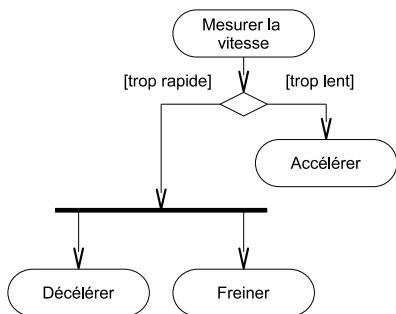 Mesurer la
vitesse
[trop rapide]
[trop lent]
Accélérer
Décélérer
Freiner